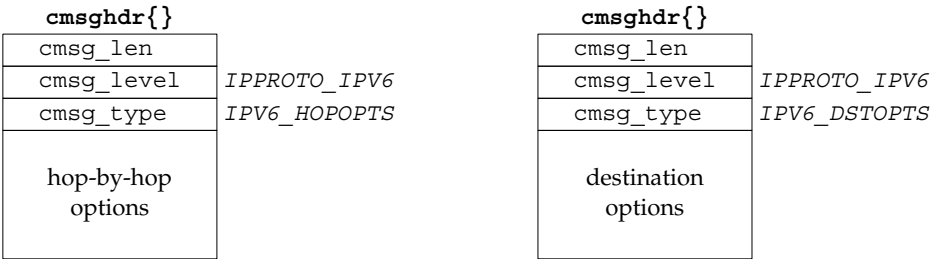 cmsghdr{}
cmsg_len
cmsg_level IPPROTO_IPV6
cmsg_type IPV6_HOPOPTS
hop-by-hop
options
cmsghdr{}
cmsg_len
cmsg_level IPPROTO_IPV6
cmsg_type IPV6_DSTOPTS
destination
options